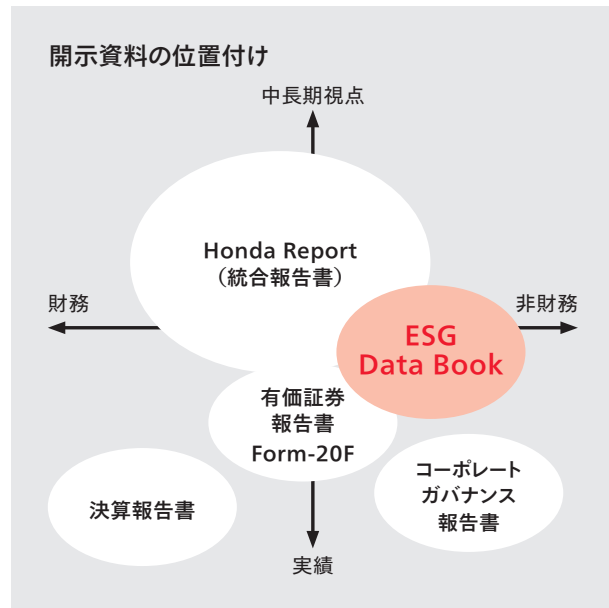 開示資料の位置付け
中長期視点
Honda Report
（統合報告書）
財務
非財務
ESG
Data Book
有価証券
報告書
Form-20F
決算報告書
コーポレート
ガバナンス
報告書
実績